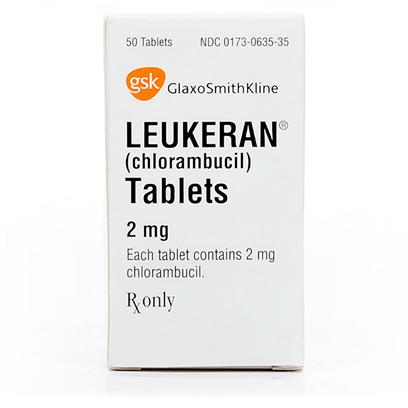 50 Tablets NDC 0173-0635-35
gsk GlaxoSmithKline
LEUKERAN®
(chlorambucil)
Tablets
2 mg
Each tablet contains 2 mg
chlorambucil.
℞ only